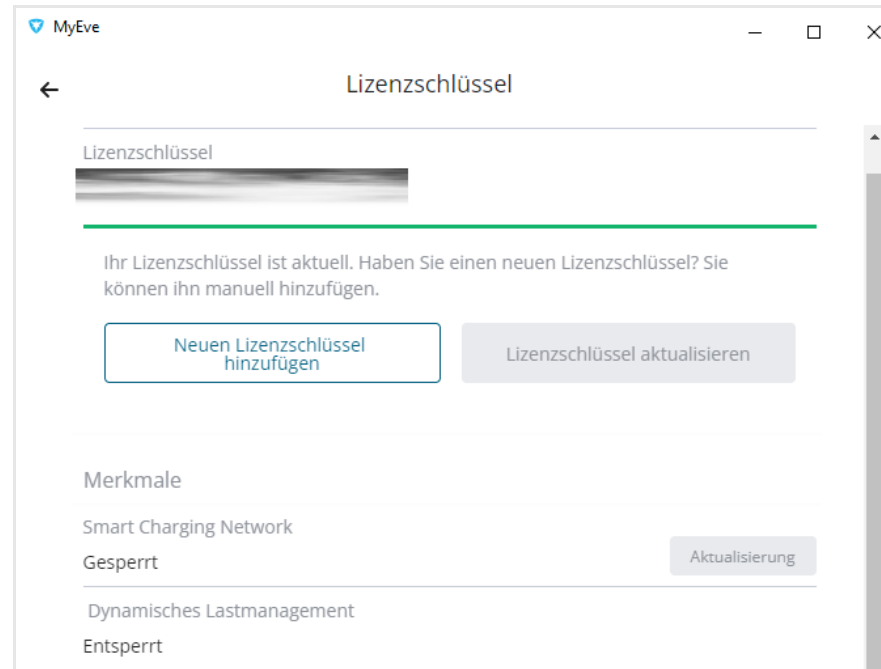 MyEve
Lizenzschlüssel
Lizenzschlüssel
Ihr Lizenzschlüssel ist aktuell. Haben Sie einen neuen Lizenzschlüssel? Sie
können ihn manuell hinzufügen.
Neuen Lizenzschlüssel
hinzufügen
Lizenzschlüssel aktualisieren
Merkmale
Smart Charging Network
Gesperrt
Aktualisierung
Dynamisches Lastmanagement
Entsperrt